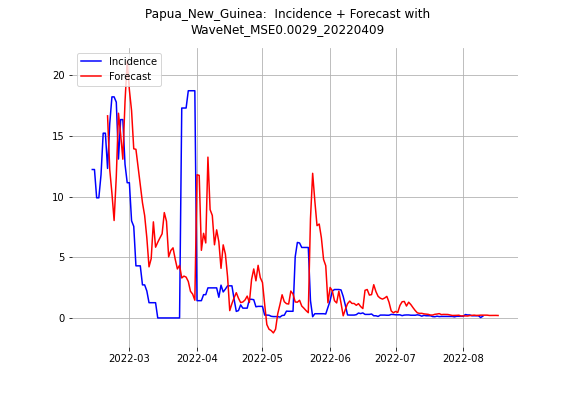 Papua_New_Guinea:  Incidence + Forecast with
WaveNet_MSE0.0029_20220409
Incidence
Forecast
20
15
10
5
0
2022-03
2022-04
2022-05
2022-06
2022-07
2022-08